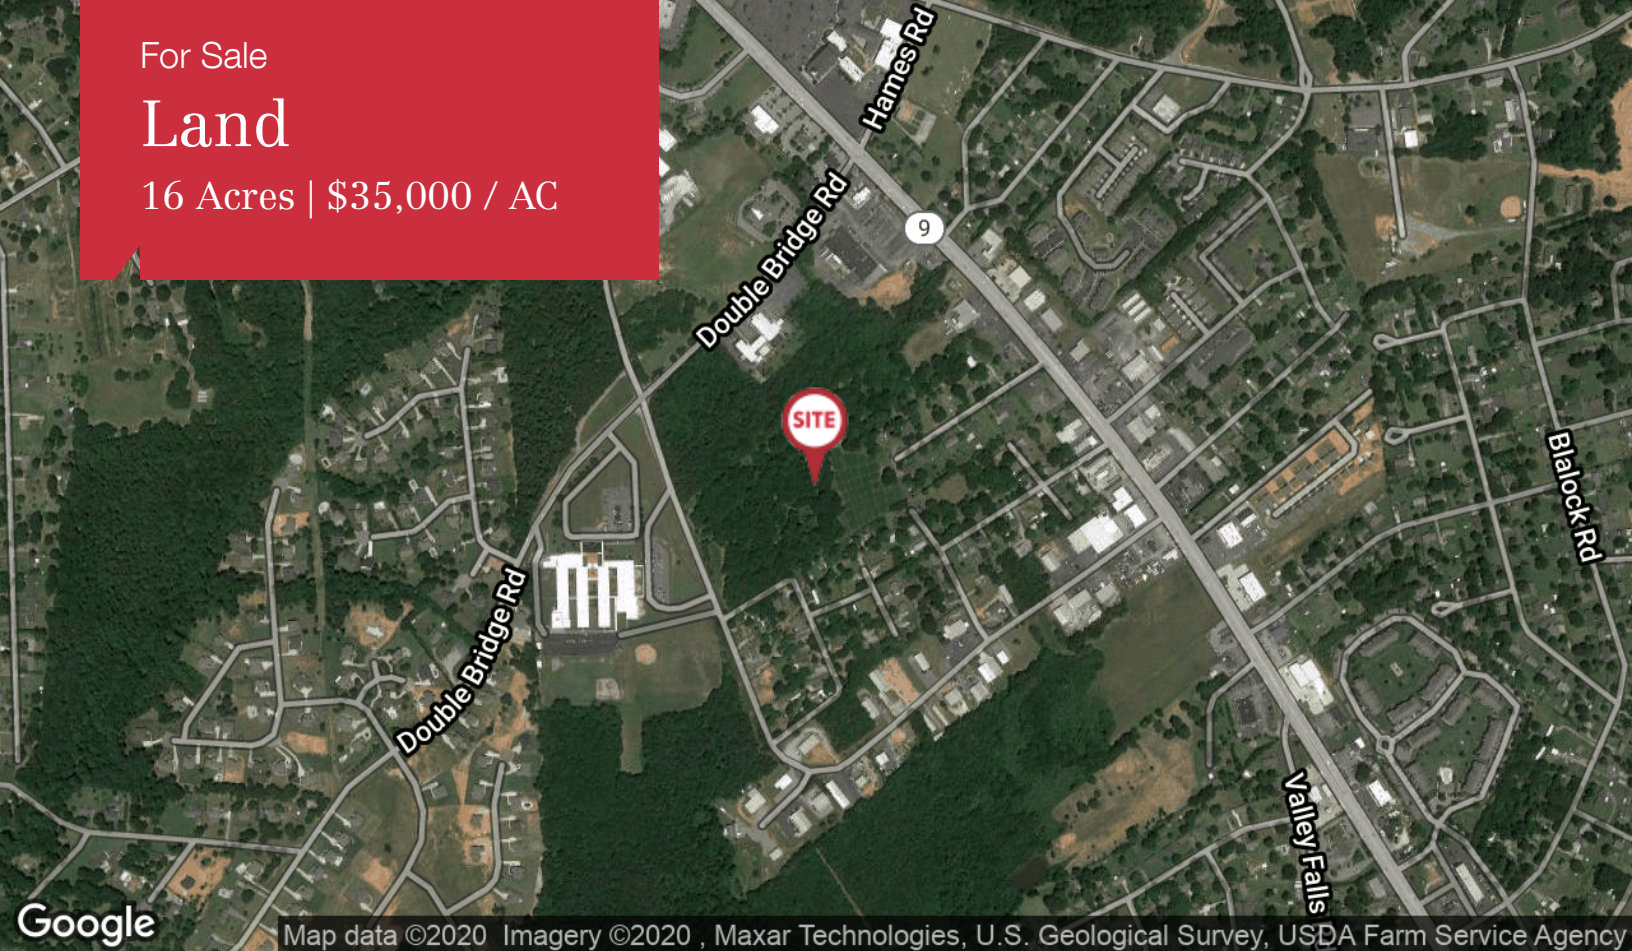 For Sale
Land
16 Acres | $35,000 / AC
Hames Rd
Double Bridge Rd
9
SITE
Blalock Rd
Double Bridge Rd
Valley Falls
Google
Map data ©2020 Imagery ©2020 , Maxar Technologies, U.S. Geological Survey, USDA Farm Service Agency